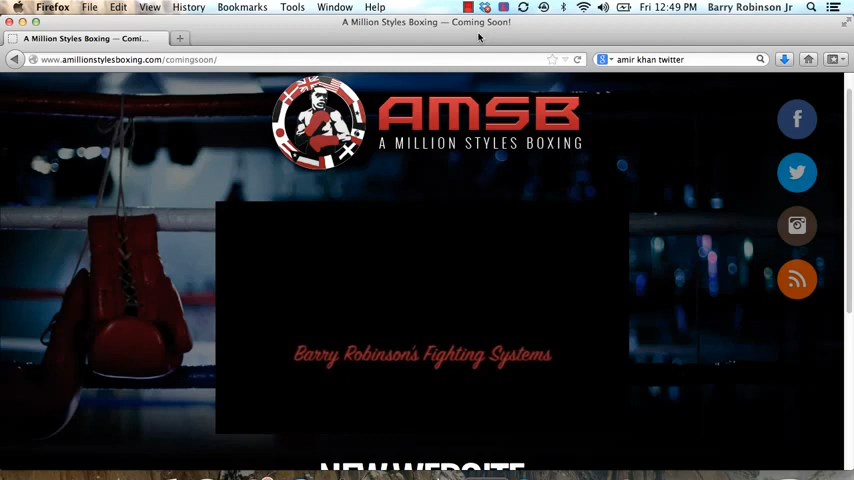 Firefox File Edit View History Bookmarks Tools Window Help Fri 12:49 PM Barry Robinson Jr
A Million Styles Boxing — Coming Soon!
A Million Styles Boxing — Comi...
www.amillionstylesboxing.com/comingsoon/ amir khan twitter
AMSB
A MILLION STYLES BOXING
Barry Robinson's Fighting Systems
NEW WEBSITE